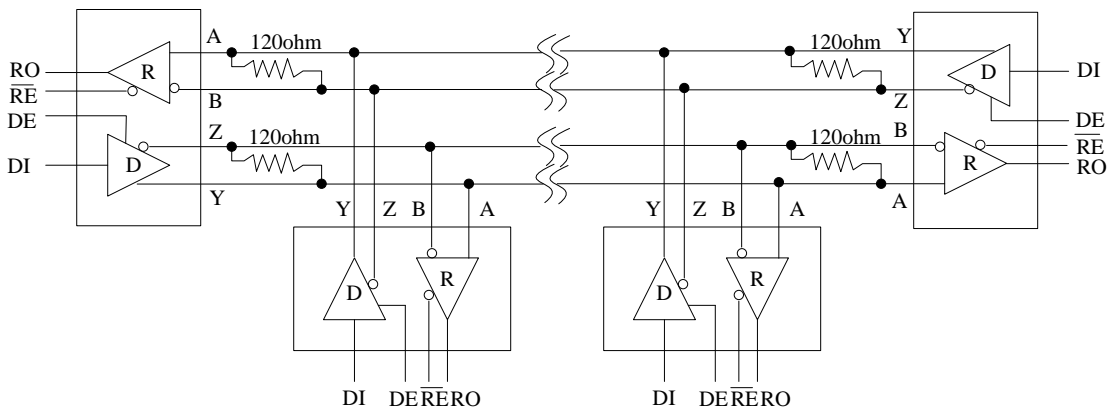 A 120ohm 120ohm Y
RO R D DI
RE B Z
DE Z 120ohm 120ohm B DE
DI D R RE
RO
Y A
Y Z B A Y Z B A
D R D R
DI DE RE RO DI DE RE RO